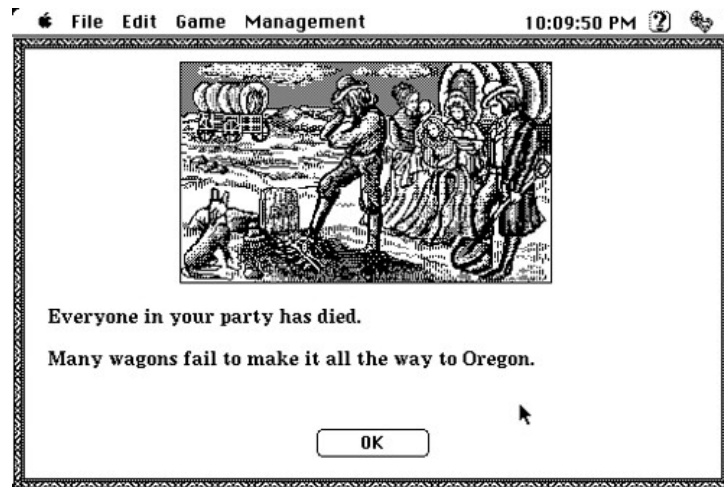 File Edit Game Management 10:09:50 PM ?
Everyone in your party has died.
Many wagons fail to make it all the way to Oregon.
OK